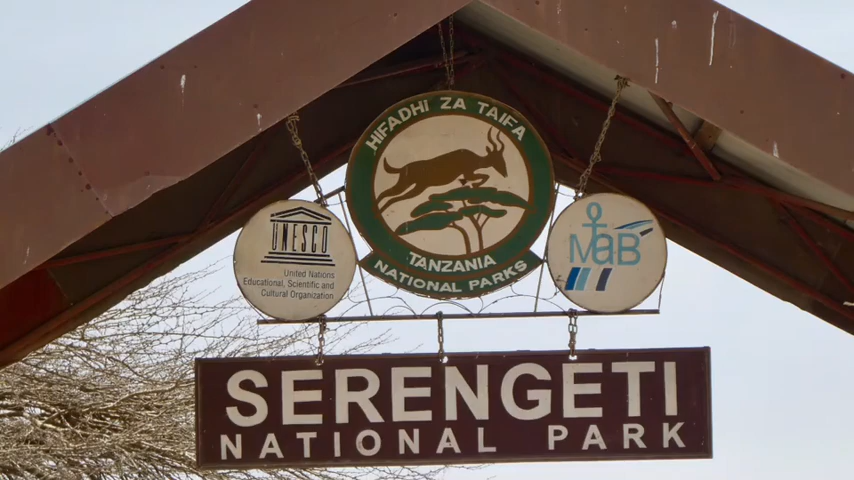 HIFADHI ZA TAIFA
TANZANIA
NATIONAL PARKS
UNESCO
United Nations
Educational, Scientific and
Cultural Organization
MaB
SERENGETI
NATIONAL PARK